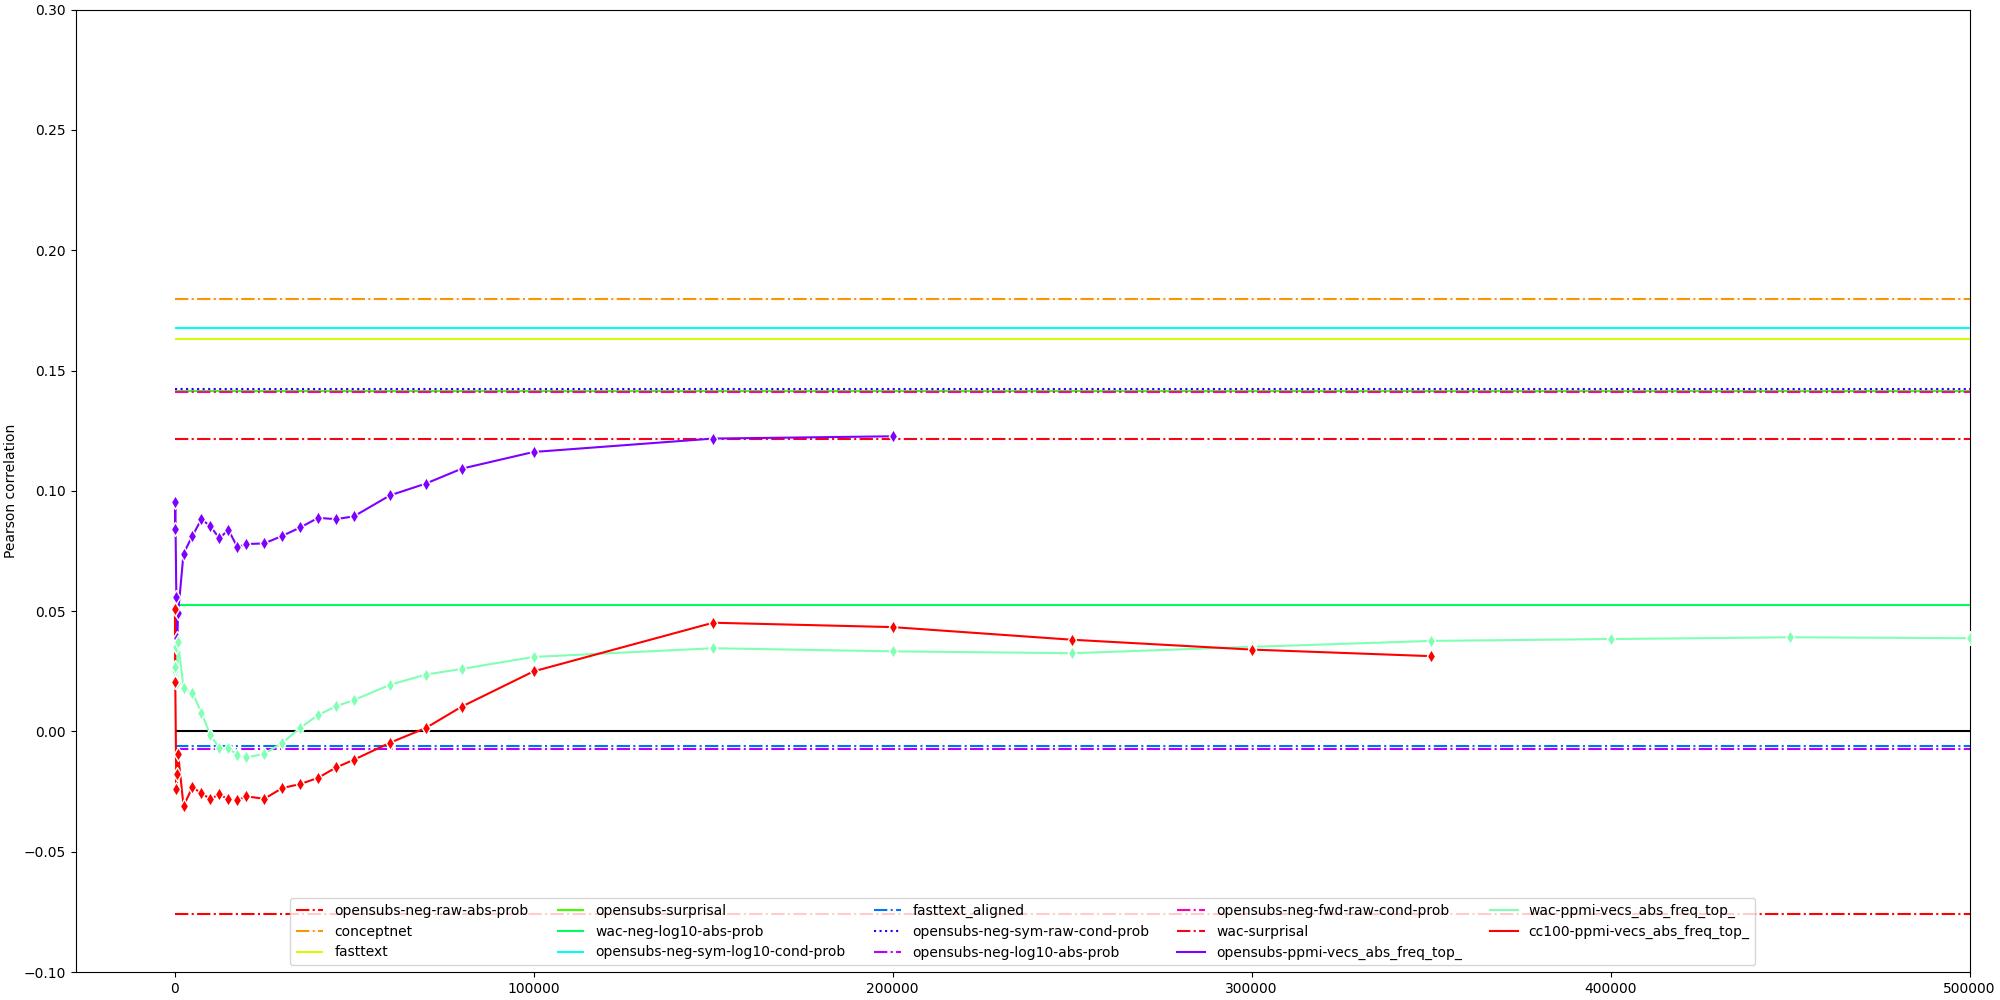 0.30
0.25
0.20
0.15
0.10
0.05
0.00
−0.05
−0.10
Pearson correlation
opensubs-neg-raw-abs-prob
conceptnet
fasttext
opensubs-surprisal
wac-neg-log10-abs-prob
opensubs-neg-sym-log10-cond-prob
fasttext_aligned
opensubs-neg-sym-raw-cond-prob
opensubs-neg-log10-abs-prob
opensubs-neg-fwd-raw-cond-prob
wac-surprisal
opensubs-ppmi-vecs_abs_freq_top_
wac-ppmi-vecs_abs_freq_top_
cc100-ppmi-vecs_abs_freq_top_
0 100000 200000 300000 400000 500000